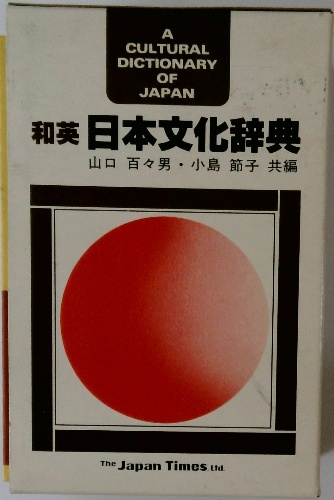 A
CULTURAL
DICTIONARY
OF
JAPAN
和英 日本文化辞典
山口 百々男・小島 節子 共編
The Japan Times Ltd.